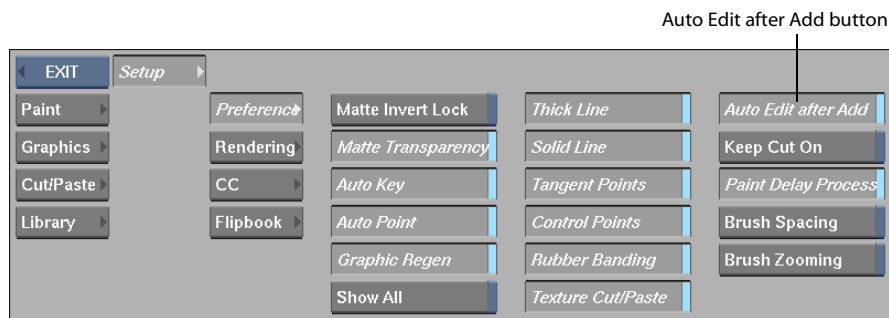 Auto Edit after Add button
EXIT Setup
Paint Preference Matte Invert Lock Thick Line Auto Edit after Add
Graphics Rendering Matte Transparency Solid Line Keep Cut On
Cut/Paste CC Auto Key Tangent Points Paint Delay Process
Library Flipbook Auto Point Control Points Brush Spacing
Graphic Regen Rubber Banding Brush Zooming
Show All Texture Cut/Paste